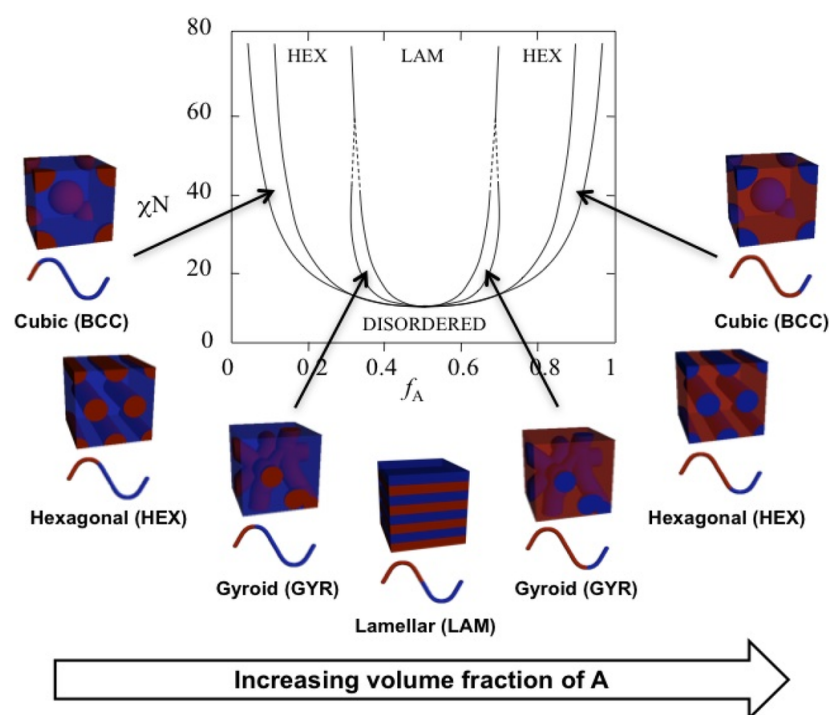 80
HEX
LAM
HEX
60
χN
40
20
Cubic (BCC)
Cubic (BCC)
DISORDERED
0
0
0.2
0.4
0.6
0.8
1
fA
Hexagonal (HEX)
Hexagonal (HEX)
Gyroid (GYR)
Gyroid (GYR)
Lamellar (LAM)
Increasing volume fraction of A